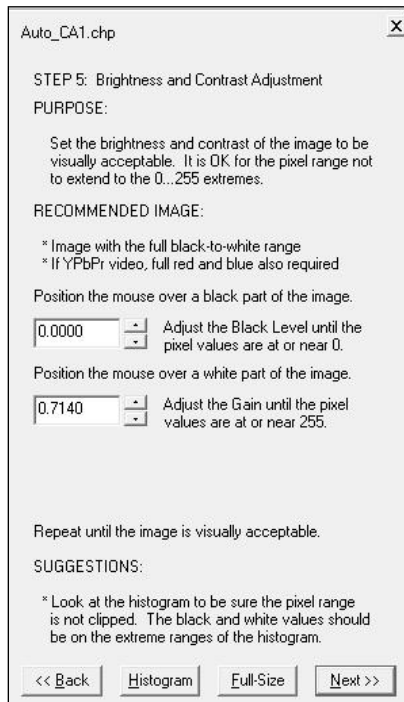 Auto_CA1.chp
X
STEP 5: Brightness and Contrast Adjustment
PURPOSE:
Set the brightness and contrast of the image to be
visually acceptable. It is OK for the pixel range not
to extend to the 0...255 extremes.
RECOMMENDED IMAGE:
* Image with the full black-to-white range
* If YPbPr video, full red and blue also required
Position the mouse over a black part of the image.
0.0000
Adjust the Black Level until the
pixel values are at or near 0.
Position the mouse over a white part of the image.
0.7140
Adjust the Gain until the pixel
values are at or near 255.
Repeat until the image is visually acceptable.
SUGGESTIONS:
* Look at the histogram to be sure the pixel range
is not clipped. The black and white values should
be on the extreme ranges of the histogram.
<< Back Histogram Full-Size Next >>